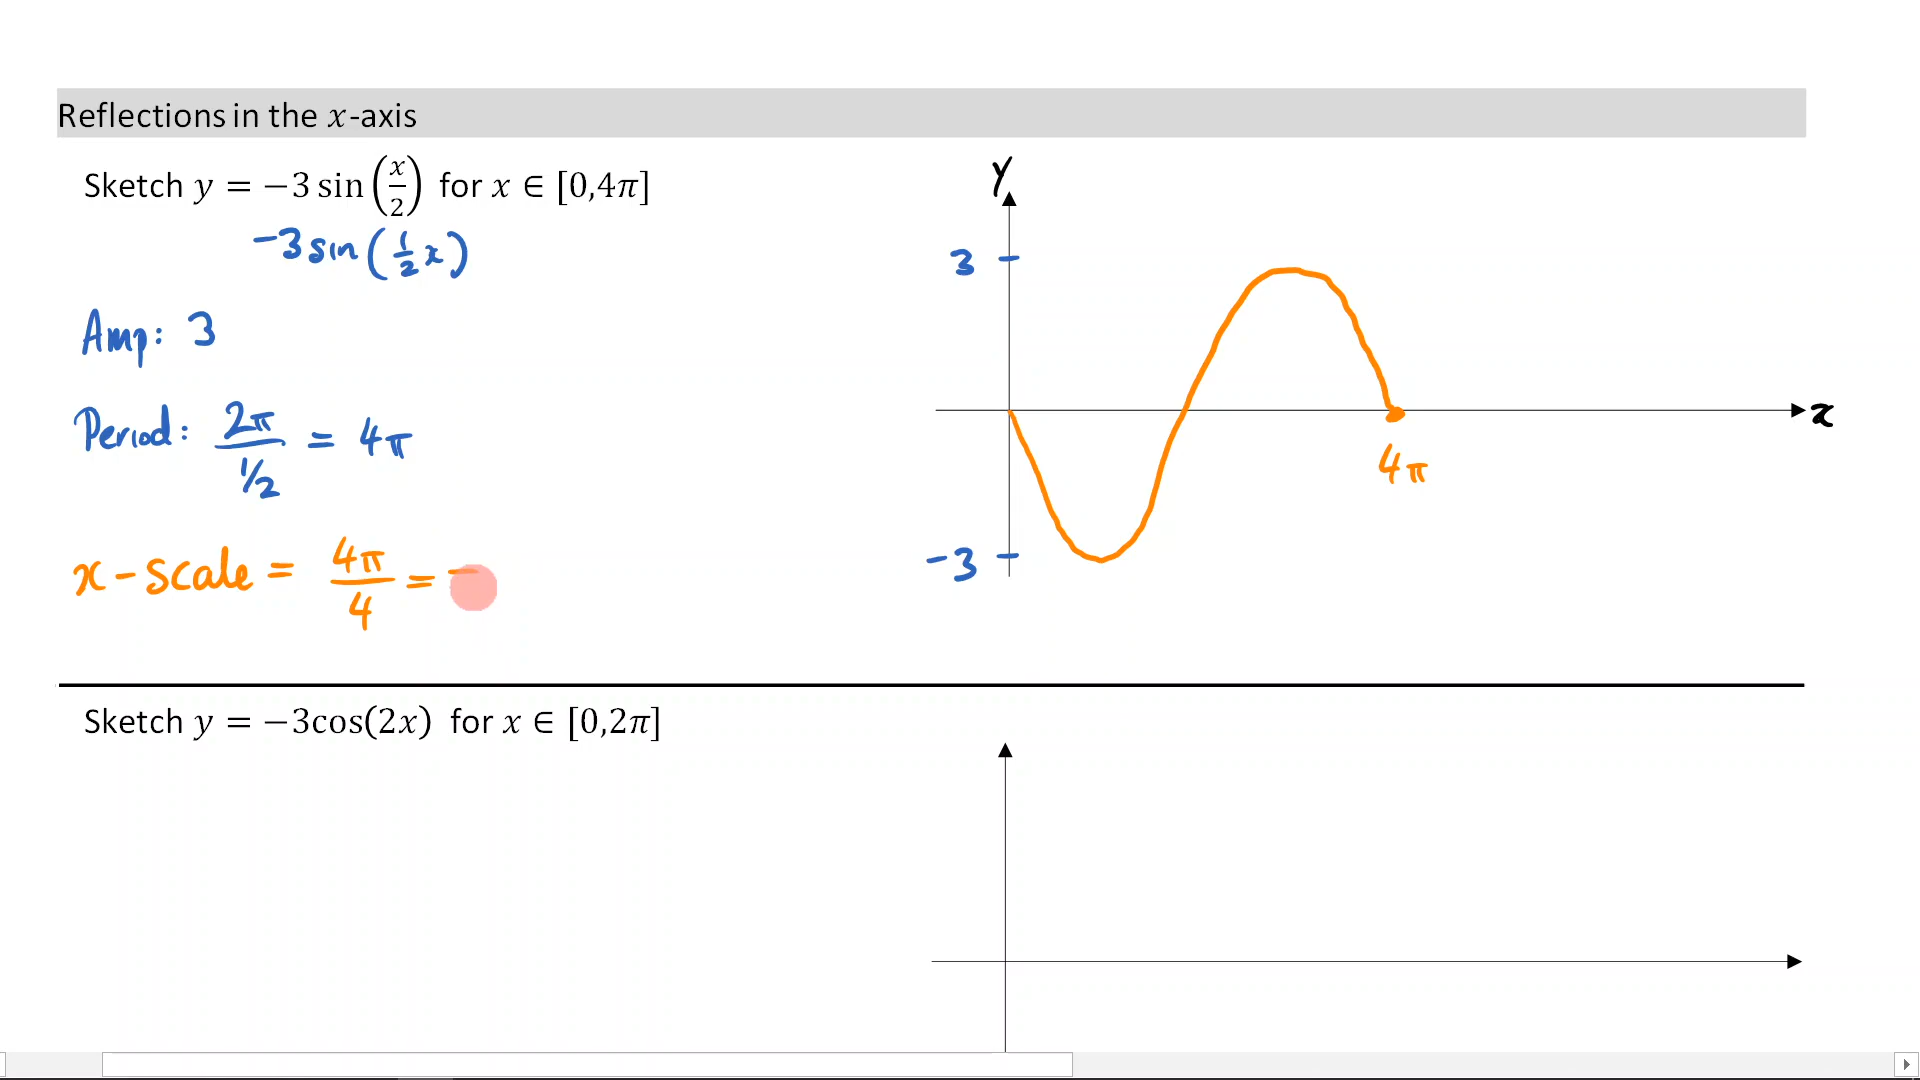 Reflections in the x-axis
Sketch y = −3 sin(x/2) for x ∈ [0,4π]
-3 sin(1/2 x)
Amp: 3
Period: 2π/1/2 = 4π
x-scale = 4π/4 =
y
3
-3
x
4π
Sketch y = −3cos(2x) for x ∈ [0,2π]